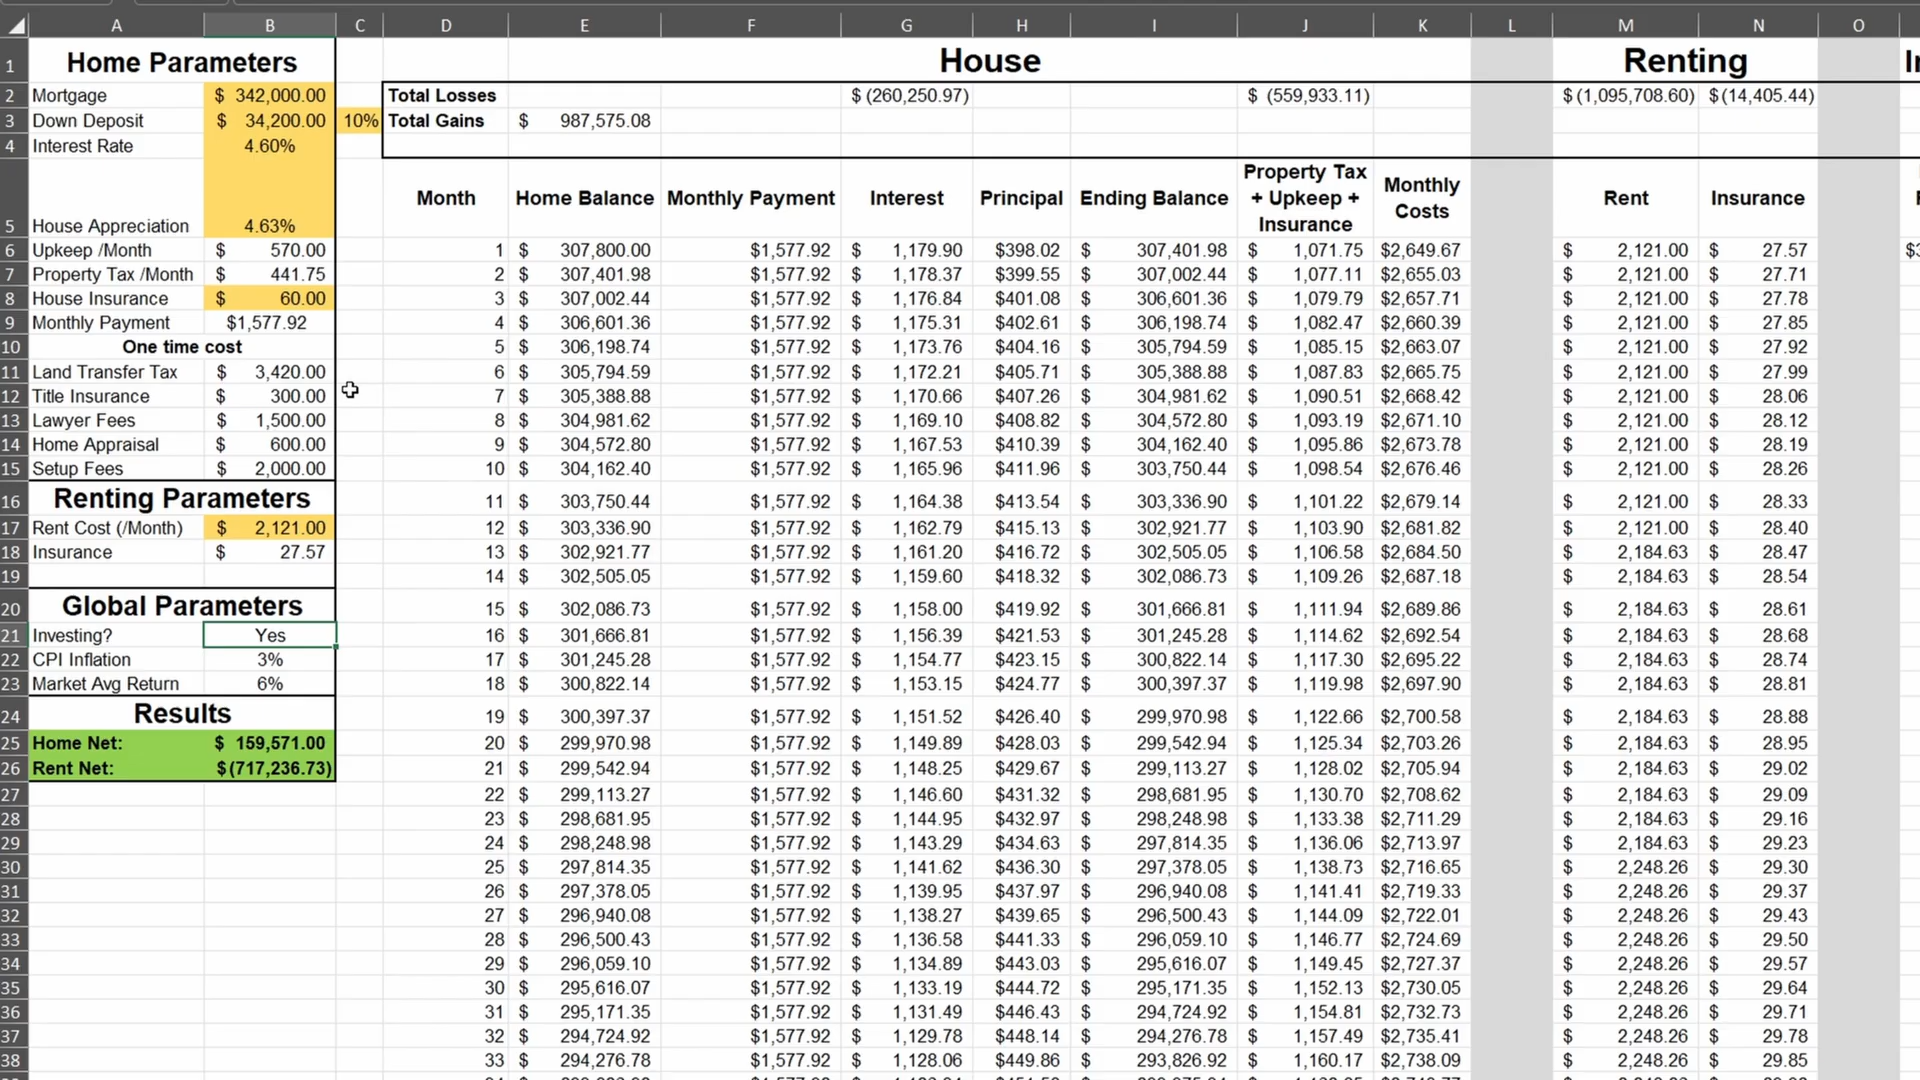 A B C D E F G H I J K L M N O
1 Home Parameters House Renting
2 Mortgage $ 342,000.00 Total Losses $ (260,250.97) $ (559,933.11) $ (1,095,708.60) $ (14,405.44)
3 Down Deposit $ 34,200.00 10% Total Gains $ 987,575.08
4 Interest Rate 4.60%
5 House Appreciation 4.63% Month Home Balance Monthly Payment Interest Principal Ending Balance Property Tax + Upkeep + Insurance Monthly Costs Rent Insurance
6 Upkeep /Month $ 570.00 1 $ 307,800.00 $1,577.92 $ 1,179.90 $398.02 $ 307,401.98 $ 1,071.75 $2,649.67 $ 2,121.00 $ 27.57
7 Property Tax /Month $ 441.75 2 $ 307,401.98 $1,577.92 $ 1,178.37 $399.55 $ 307,002.44 $ 1,077.11 $2,655.03 $ 2,121.00 $ 27.71
8 House Insurance $ 60.00 3 $ 307,002.44 $1,577.92 $ 1,176.84 $401.08 $ 306,601.36 $ 1,079.79 $2,657.71 $ 2,121.00 $ 27.78
9 Monthly Payment $1,577.92 4 $ 306,601.36 $1,577.92 $ 1,175.31 $402.61 $ 306,198.74 $ 1,082.47 $2,660.39 $ 2,121.00 $ 27.85
10 One time cost 5 $ 306,198.74 $1,577.92 $ 1,173.76 $404.16 $ 305,794.59 $ 1,085.15 $2,663.07 $ 2,121.00 $ 27.92
11 Land Transfer Tax $ 3,420.00 6 $ 305,794.59 $1,577.92 $ 1,172.21 $405.71 $ 305,388.88 $ 1,087.83 $2,665.75 $ 2,121.00 $ 27.99
12 Title Insurance $ 300.00 7 $ 305,388.88 $1,577.92 $ 1,170.66 $407.26 $ 304,981.62 $ 1,090.51 $2,668.42 $ 2,121.00 $ 28.06
13 Lawyer Fees $ 1,500.00 8 $ 304,981.62 $1,577.92 $ 1,169.10 $408.82 $ 304,572.80 $ 1,093.19 $2,671.10 $ 2,121.00 $ 28.12
14 Home Appraisal $ 600.00 9 $ 304,572.80 $1,577.92 $ 1,167.53 $410.39 $ 304,162.40 $ 1,095.86 $2,673.78 $ 2,121.00 $ 28.19
15 Setup Fees $ 2,000.00 10 $ 304,162.40 $1,577.92 $ 1,165.96 $411.96 $ 303,750.44 $ 1,098.54 $2,676.46 $ 2,121.00 $ 28.26
16 Renting Parameters 11 $ 303,750.44 $1,577.92 $ 1,164.38 $413.54 $ 303,336.90 $ 1,101.22 $2,679.14 $ 2,121.00 $ 28.33
17 Rent Cost (/Month) $ 2,121.00 12 $ 303,336.90 $1,577.92 $ 1,162.79 $415.13 $ 302,921.77 $ 1,103.90 $2,681.82 $ 2,121.00 $ 28.40
18 Insurance $ 27.57 13 $ 302,921.77 $1,577.92 $ 1,161.20 $416.72 $ 302,505.05 $ 1,106.58 $2,684.50 $ 2,184.63 $ 28.47
19 14 $ 302,505.05 $1,577.92 $ 1,159.60 $418.32 $ 302,086.73 $ 1,109.26 $2,687.18 $ 2,184.63 $ 28.54
20 Global Parameters 15 $ 302,086.73 $1,577.92 $ 1,158.00 $419.92 $ 301,666.81 $ 1,111.94 $2,689.86 $ 2,184.63 $ 28.61
21 Investing? Yes 16 $ 301,666.81 $1,577.92 $ 1,156.39 $421.53 $ 301,245.28 $ 1,114.62 $2,692.54 $ 2,184.63 $ 28.68
22 CPI Inflation 3% 17 $ 301,245.28 $1,577.92 $ 1,154.77 $423.15 $ 300,822.14 $ 1,117.30 $2,695.22 $ 2,184.63 $ 28.74
23 Market Avg Return 6% 18 $ 300,822.14 $1,577.92 $ 1,153.15 $424.77 $ 300,397.37 $ 1,119.98 $2,697.90 $ 2,184.63 $ 28.81
24 Results 19 $ 300,397.37 $1,577.92 $ 1,151.52 $426.40 $ 299,970.98 $ 1,122.66 $2,700.58 $ 2,184.63 $ 28.88
25 Home Net: $ 159,571.00 20 $ 299,970.98 $1,577.92 $ 1,149.89 $428.03 $ 299,542.94 $ 1,125.34 $2,703.26 $ 2,184.63 $ 28.95
26 Rent Net: $(717,236.73) 21 $ 299,542.94 $1,577.92 $ 1,148.25 $429.67 $ 299,113.27 $ 1,128.02 $2,705.94 $ 2,184.63 $ 29.02
27 22 $ 299,113.27 $1,577.92 $ 1,146.60 $431.32 $ 298,681.95 $ 1,130.70 $2,708.62 $ 2,184.63 $ 29.09
28 23 $ 298,681.95 $1,577.92 $ 1,144.95 $432.97 $ 298,248.98 $ 1,133.38 $2,711.29 $ 2,184.63 $ 29.16
29 24 $ 298,248.98 $1,577.92 $ 1,143.29 $434.63 $ 297,814.35 $ 1,136.06 $2,713.97 $ 2,184.63 $ 29.23
30 25 $ 297,814.35 $1,577.92 $ 1,141.62 $436.30 $ 297,378.05 $ 1,138.73 $2,716.65 $ 2,248.26 $ 29.30
31 26 $ 297,378.05 $1,577.92 $ 1,139.95 $437.97 $ 296,940.08 $ 1,141.41 $2,719.33 $ 2,248.26 $ 29.37
32 27 $ 296,940.08 $1,577.92 $ 1,138.27 $439.65 $ 296,500.43 $ 1,144.09 $2,722.01 $ 2,248.26 $ 29.43
33 28 $ 296,500.43 $1,577.92 $ 1,136.58 $441.33 $ 296,059.10 $ 1,146.77 $2,724.69 $ 2,248.26 $ 29.50
34 29 $ 296,059.10 $1,577.92 $ 1,134.89 $443.03 $ 295,616.07 $ 1,149.45 $2,727.37 $ 2,248.26 $ 29.57
35 30 $ 295,616.07 $1,577.92 $ 1,133.19 $444.72 $ 295,171.35 $ 1,152.13 $2,730.05 $ 2,248.26 $ 29.64
36 31 $ 295,171.35 $1,577.92 $ 1,131.49 $446.43 $ 294,724.92 $ 1,154.81 $2,732.73 $ 2,248.26 $ 29.71
37 32 $ 294,724.92 $1,577.92 $ 1,129.78 $448.14 $ 294,276.78 $ 1,157.49 $2,735.41 $ 2,248.26 $ 29.78
38 33 $ 294,276.78 $1,577.92 $ 1,128.06 $449.86 $ 293,826.92 $ 1,160.17 $2,738.09 $ 2,248.26 $ 29.85